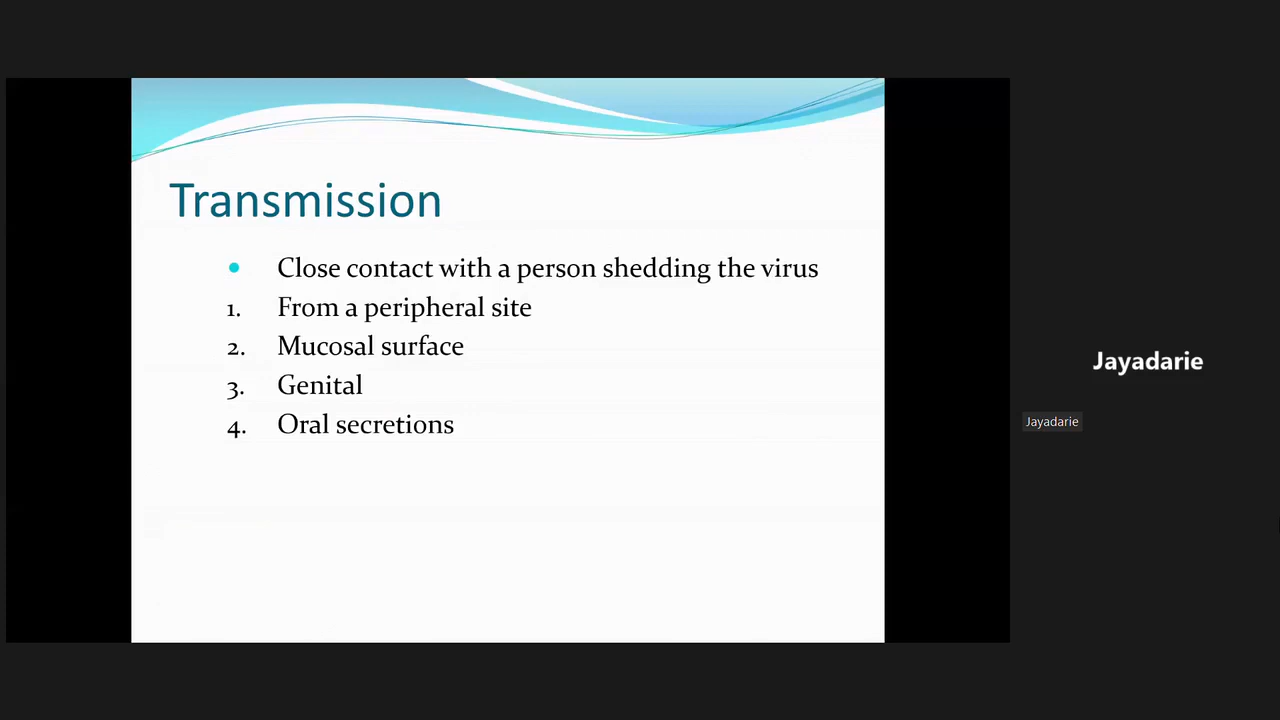 Transmission
• Close contact with a person shedding the virus
1. From a peripheral site
2. Mucosal surface
3. Genital
4. Oral secretions
Jayadarie
Jayadarie